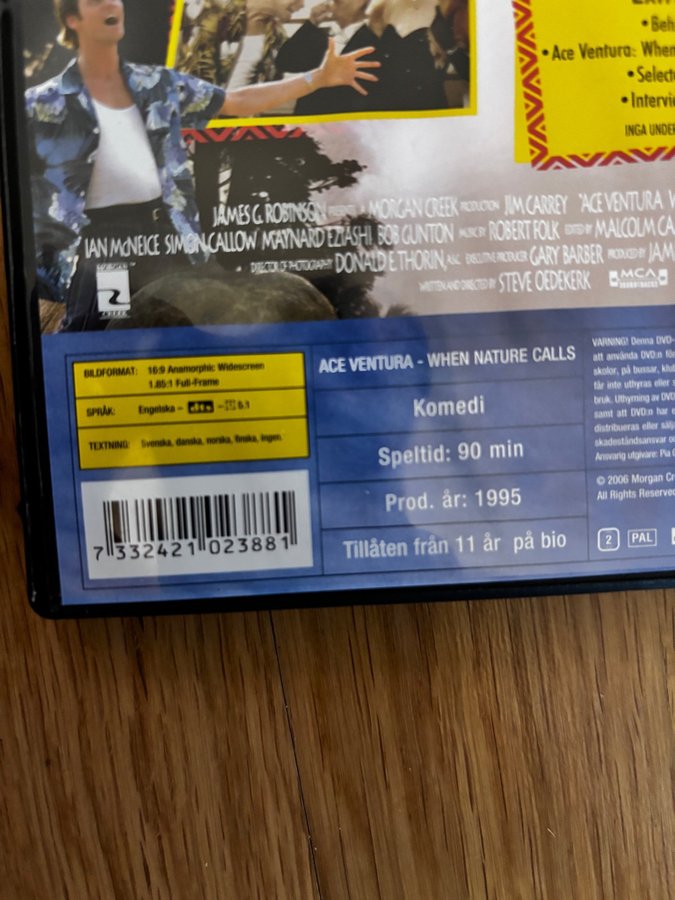 •Beh
•Ace Ventura: When
•Selecte
•Intervie
INGA UNDER
JAMES G. ROBINSON PRESENTS A MORGAN CREEK PRODUCTION JIM CARREY "ACE VENTURA
IAN McNEICE SIMON CALLOW MAYNARD EZIASHI BOB GUNTON MUSIC BY ROBERT FOLK EDITED BY MALCOLM CA
DIRECTOR OF PHOTOGRAPHY DONALD E. THORIN, A.S.C. EXECUTIVE PRODUCER GARY BARBER PRODUCED BY JAM
WRITTEN AND DIRECTED BY STEVE OEDEKERK
MCA
SOUNDTRACKS
MORGAN
CREEK
BILDFORMAT: 16:9 Anamorphic Widescreen
1.85:1 Full-Frame
SPRÅK: Engelska – dts – 5.1
TEXTNING: Svenska, danska, norska, finska, ingen.
7 332421 023881
ACE VENTURA - WHEN NATURE CALLS
Komedi
Speltid: 90 min
Prod. år: 1995
Tillåten från 11 år på bio
VARNING! Denna DVD-
att använda DVD:n fö
skolor, på bussar, klub
får inte uthyras eller s
bruk. Uthyrning av DVD
samt att DVD:n har e
distribueras eller sälj
skadeståndsansvar o
Ansvarig utgivare: Pia G
© 2006 Morgan Cr
All Rights Reserved
2 PAL